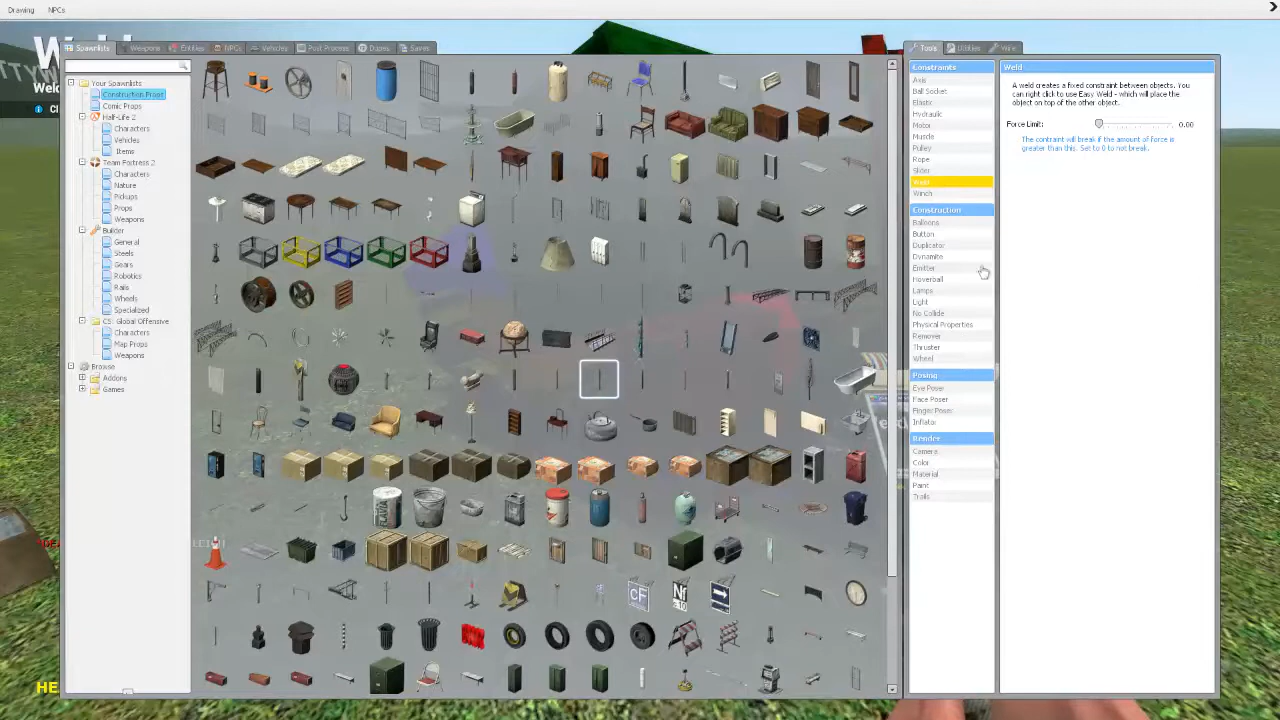 Drawing NPCs
Spawnlists Weapons Entities NPCs Vehicles Post Process Dupes Saves
Tools Utilities Wire
Your Spawnlists
Construction Props
Comic Props
Half-Life 2
Characters
Vehicles
Items
Team Fortress 2
Characters
Nature
Pickups
Props
Weapons
Builder
General
Steels
Gears
Robotics
Rails
Wheels
Specialized
CS: Global Offensive
Characters
Map Props
Weapons
Browse
Addons
Games
Constraints
Axis
Ball Socket
Elastic
Hydraulic
Motor
Muscle
Pulley
Rope
Slider
Weld
Winch
Construction
Balloons
Button
Duplicator
Dynamite
Emitter
Hoverball
Lamps
Light
No Collide
Physical Properties
Remover
Thruster
Wheel
Posing
Eye Poser
Face Poser
Finger Poser
Inflator
Render
Camera
Color
Material
Paint
Trails
Weld
A weld creates a fixed constraint between objects. You
can right click to use Easy Weld - which will place the
object on top of the other object.
Force Limit: 0.00
The contraint will break if the amount of force is
greater than this. Set to 0 to not break.
CF
HE